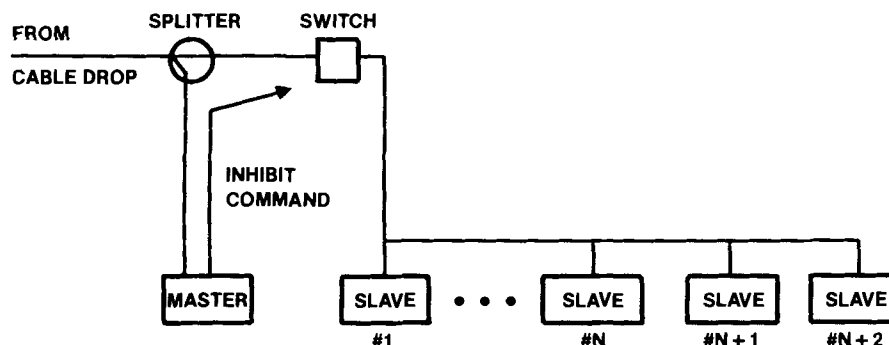 SPLITTER
SWITCH
FROM
CABLE DROP
INHIBIT
COMMAND
MASTER
SLAVE
• • •
SLAVE
SLAVE
SLAVE
#1
#N
#N + 1
#N + 2